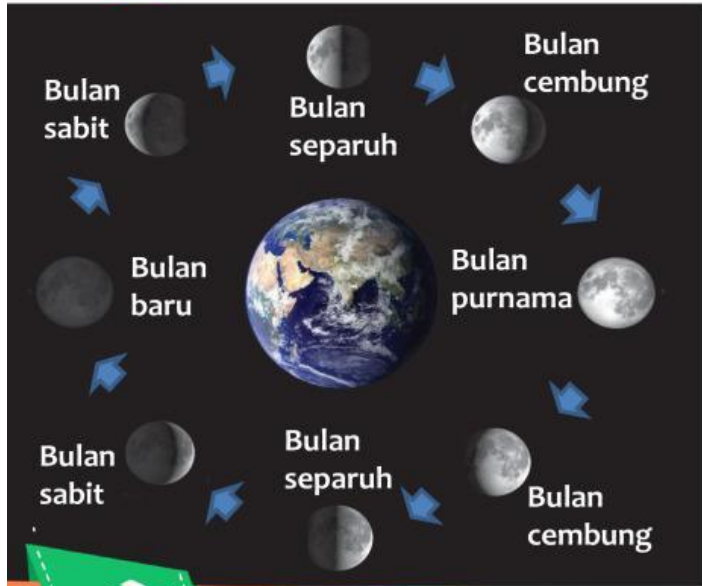 Bulan
cembung
Bulan
separuh
Bulan
sabit
Bulan
baru
Bulan
purnama
Bulan
sabit
Bulan
separuh
Bulan
cembung